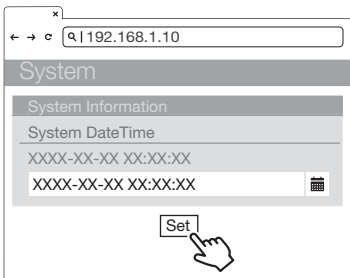 192.168.1.10
System
System Information
System DateTime
XXXX-XX-XX XX:XX:XX
XXXX-XX-XX XX:XX:XX
Set